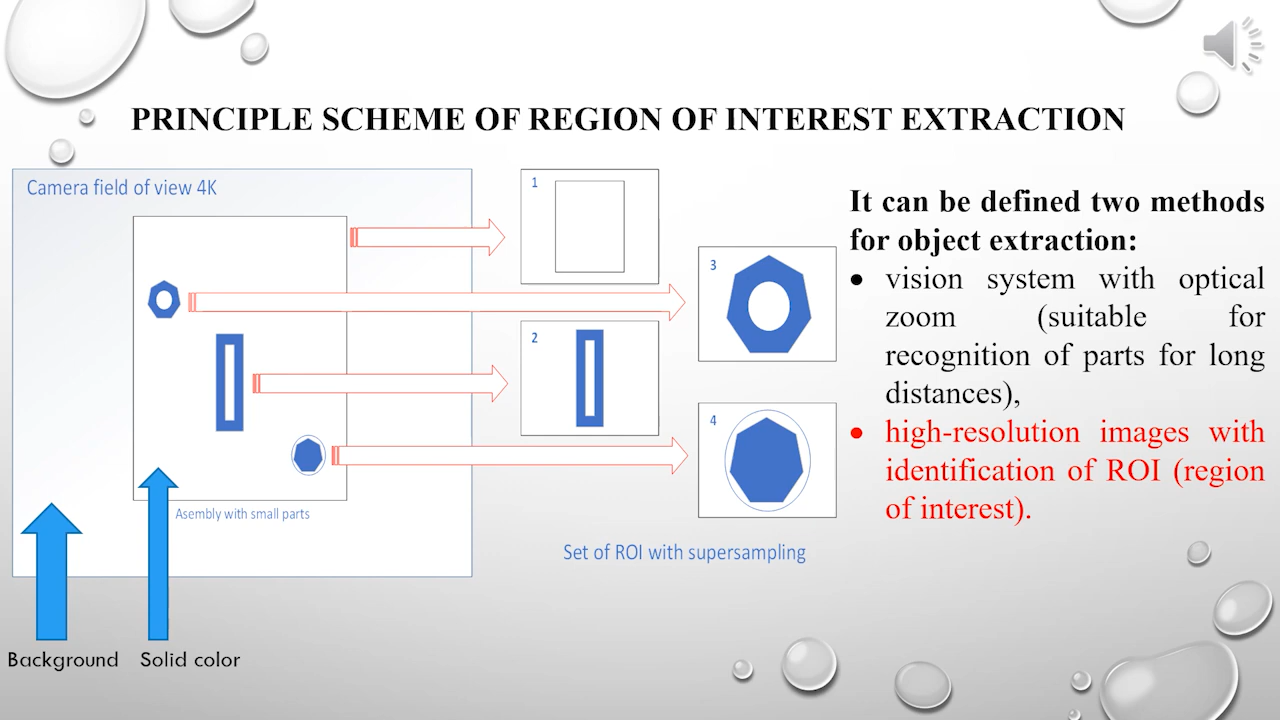 PRINCIPLE SCHEME OF REGION OF INTEREST EXTRACTION
Camera field of view 4K
1
3
2
4
Asembly with small parts
Set of ROI with supersampling
Background
Solid color
It can be defined two methods
for object extraction:
• vision system with optical
zoom (suitable for
recognition of parts for long
distances),
• high-resolution images with
identification of ROI (region
of interest).